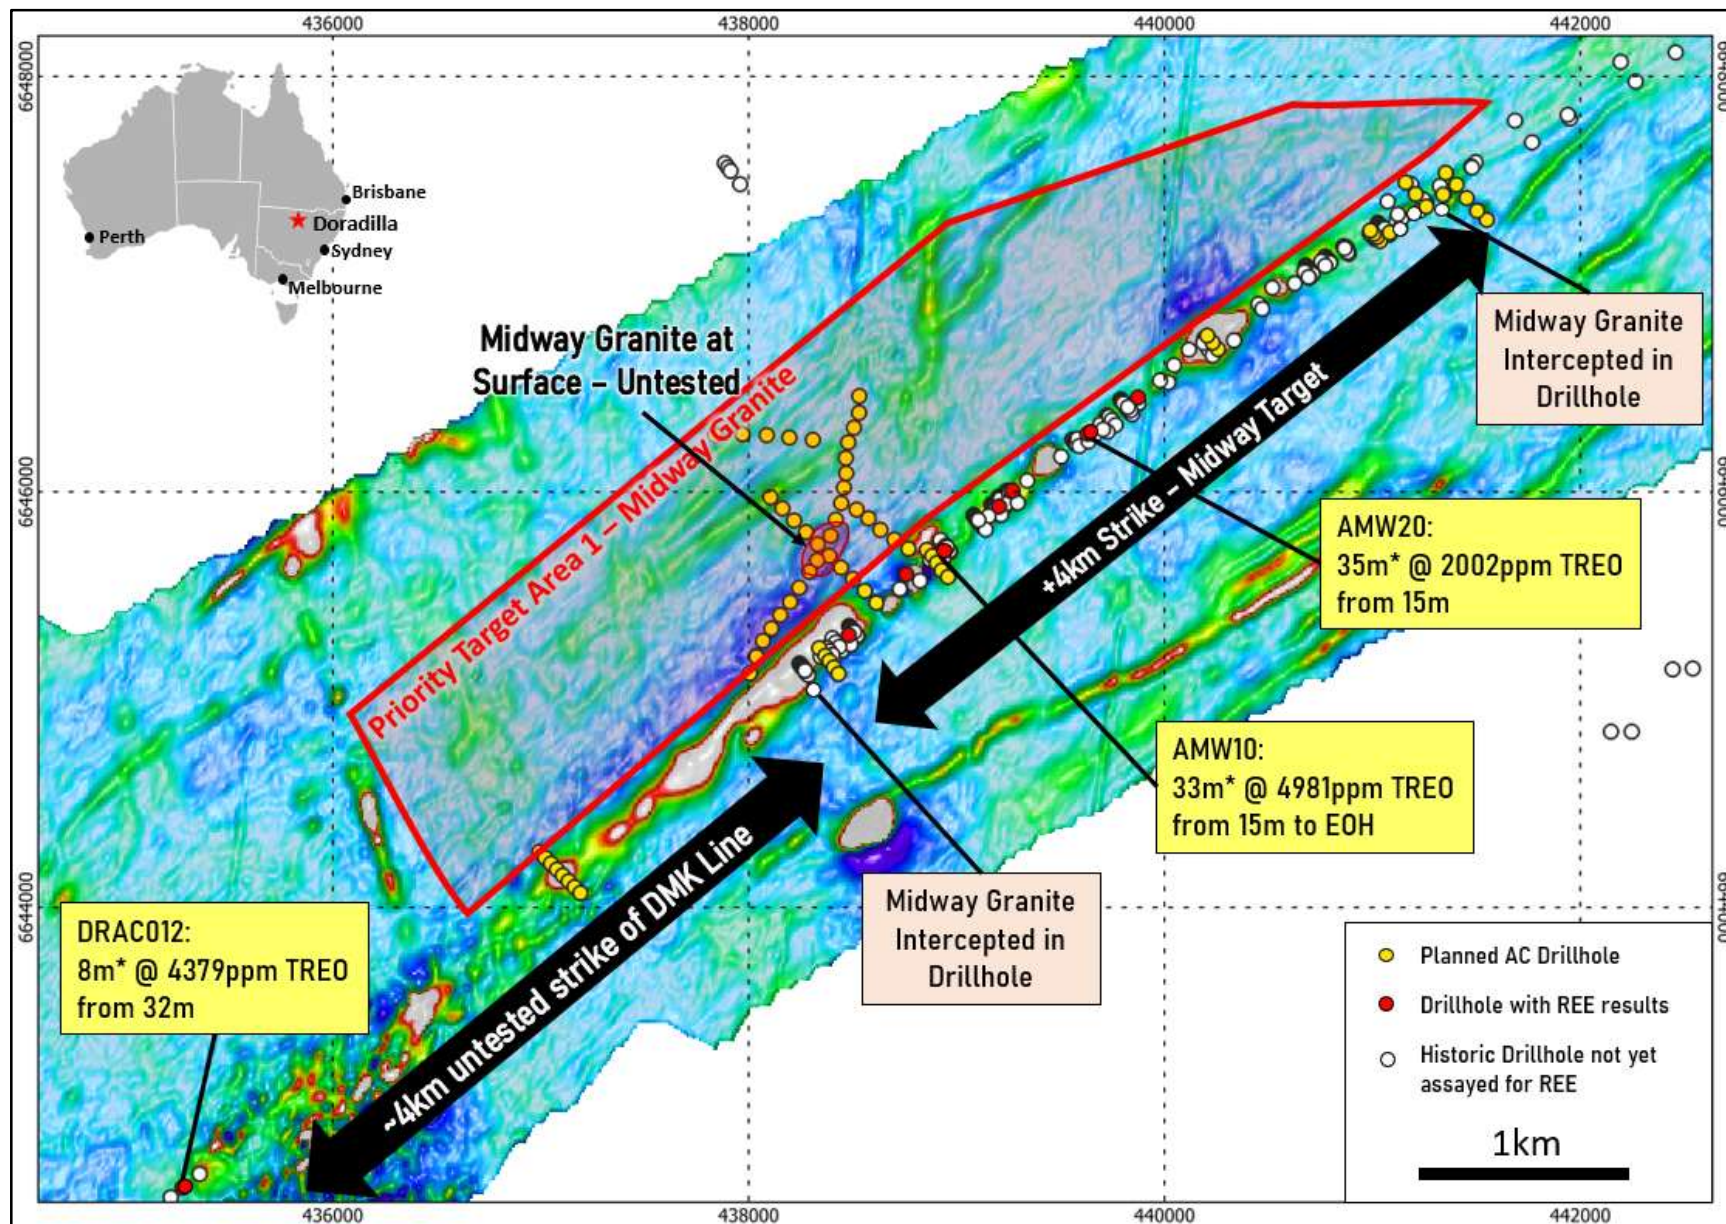 436000
438000
440000
442000
6648000
6648000
Brisbane
Doradilla
Perth
Sydney
Melbourne
Midway Granite at
Surface – Untested
Midway Granite
Intercepted in
Drillhole
Priority Target Area 1 – Midway Granite
+4km Strike – Midway Target
6646000
6646000
AMW20:
35m* @ 2002ppm TREO
from 15m
AMW10:
33m* @ 4981ppm TREO
from 15m to EOH
Midway Granite
Intercepted in
Drillhole
~4km untested strike of DMK Line
6644000
6644000
DRAC012:
8m* @ 4379ppm TREO
from 32m
Planned AC Drillhole
Drillhole with REE results
Historic Drillhole not yet
assayed for REE
1km
436000
438000
440000
442000